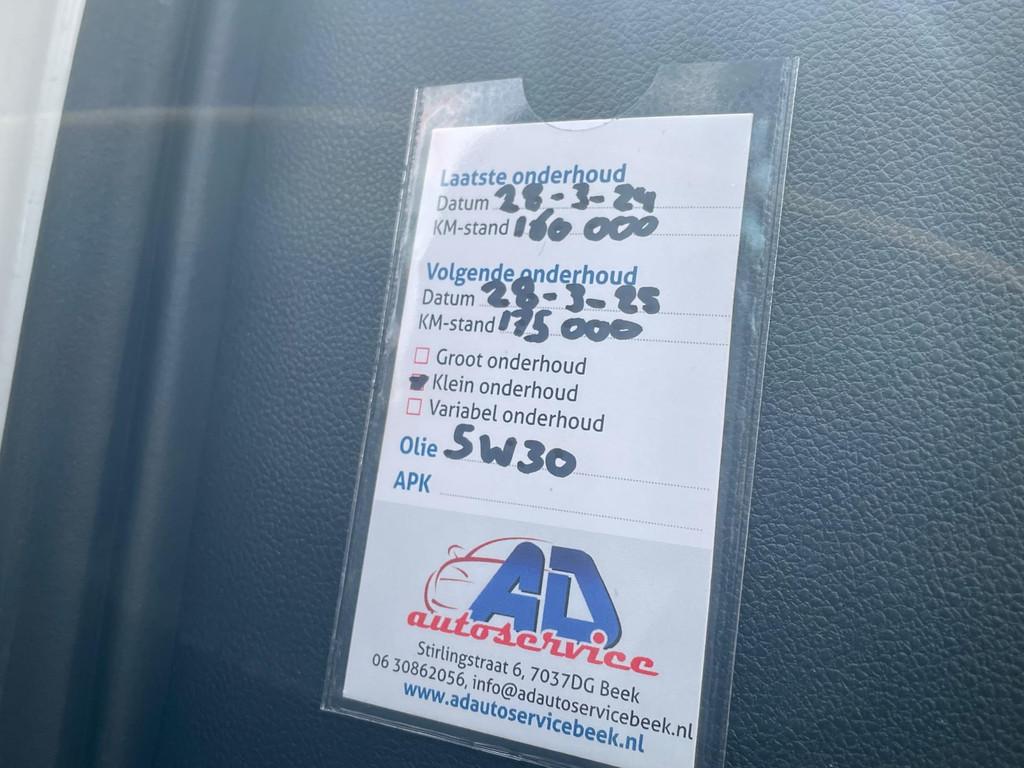 Laatste onderhoud
Datum 28-3-24
KM-stand 160 000
Volgende onderhoud
Datum 28-3-25
KM-stand 175 000
Groot onderhoud
Klein onderhoud
Variabel onderhoud
Olie 5W30
APK
AD
autoservice
Stirlingstraat 6, 7037DG Beek
06 30862056, info@adautoservicebeek.nl
www.adautoservicebeek.nl